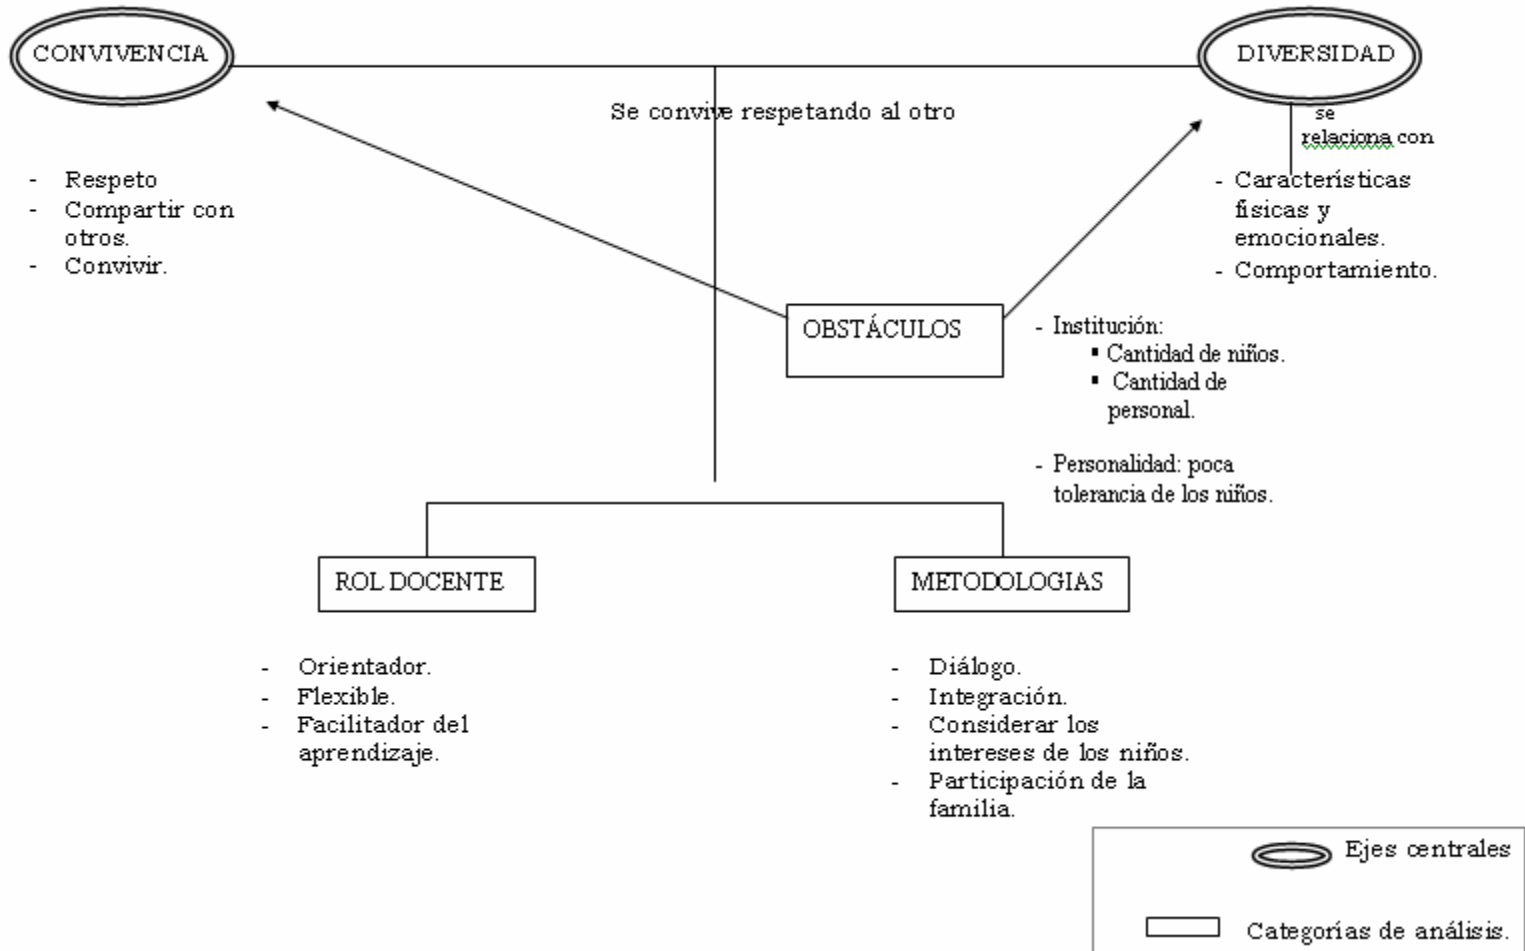 CONVIVENCIA
DIVERSIDAD
Se convive respetando al otro
se
relaciona con
- Respeto
- Compartir con
otros.
- Convivir.
- Características
fisicas y
emocionales.
- Comportamiento.
OBSTÁCULOS
- Institución:
▪ Cantidad de niños.
▪ Cantidad de
personal.
- Personalidad: poca
tolerancia de los niños.
ROL DOCENTE
METODOLOGIAS
- Orientador.
- Flexible.
- Facilitador del
aprendizaje.
- Diálogo.
- Integración.
- Considerar los
intereses de los niños.
- Participación de la
familia.
Ejes centrales
Categorías de análisis.